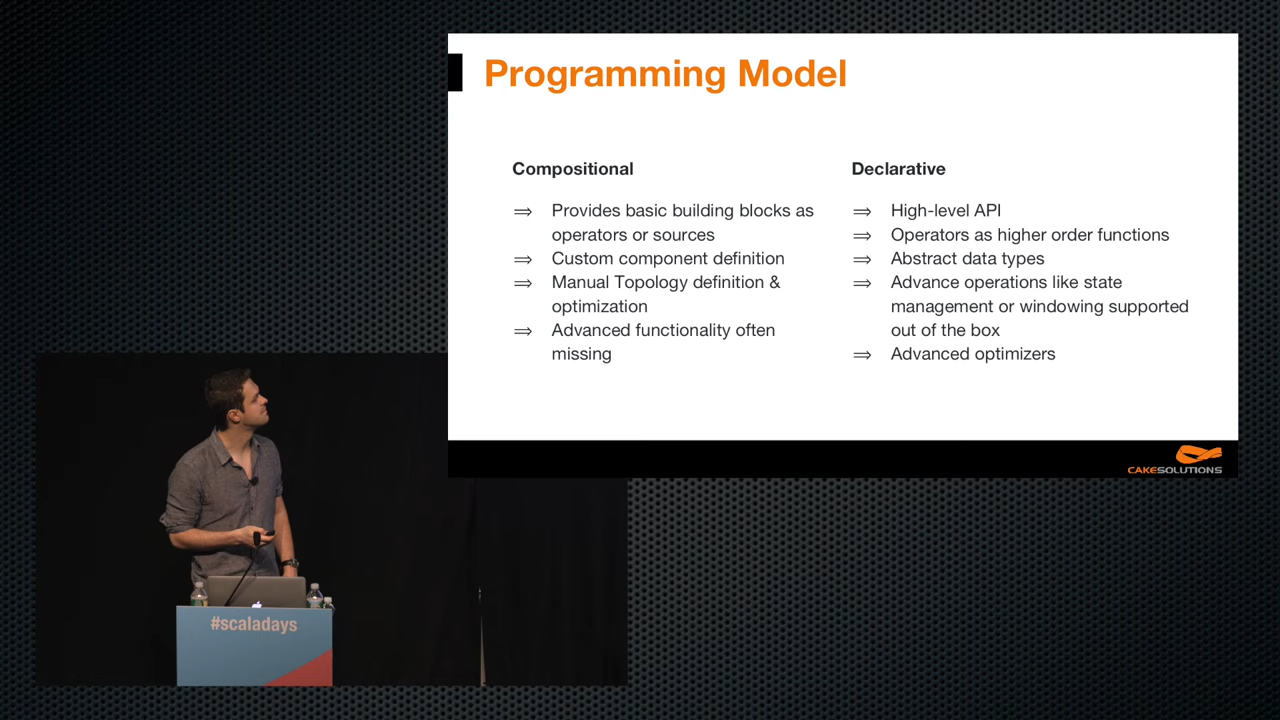 Programming Model
Compositional
⇒ Provides basic building blocks as
operators or sources
⇒ Custom component definition
⇒ Manual Topology definition &
optimization
⇒ Advanced functionality often
missing
Declarative
⇒ High-level API
⇒ Operators as higher order functions
⇒ Abstract data types
⇒ Advance operations like state
management or windowing supported
out of the box
⇒ Advanced optimizers
CAKESOLUTIONS
#scaladays